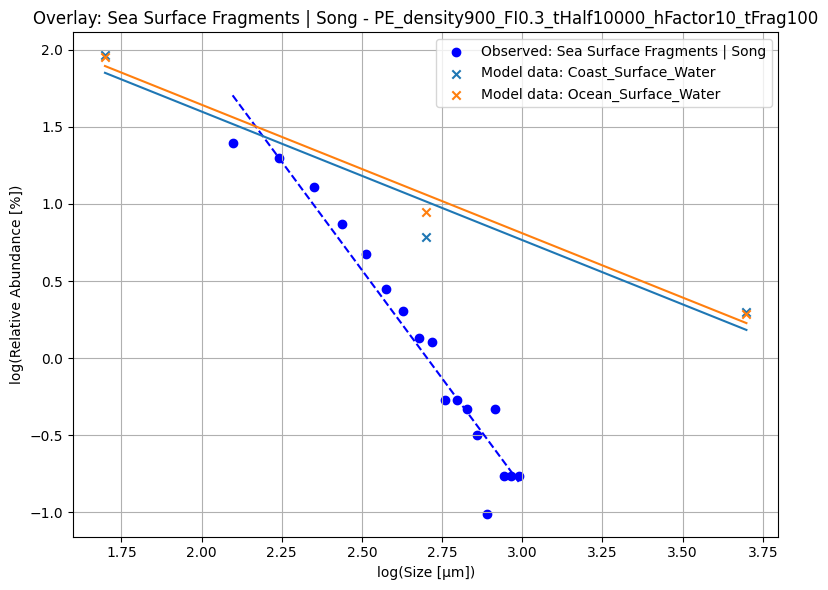 Overlay: Sea Surface Fragments | Song - PE_density900_FI0.3_tHalf10000_hFactor10_tFrag100
Observed: Sea Surface Fragments | Song
Model data: Coast_Surface_Water
Model data: Ocean_Surface_Water
log(Relative Abundance [%])
2.0
1.5
1.0
0.5
0.0
−0.5
−1.0
1.75 2.00 2.25 2.50 2.75 3.00 3.25 3.50 3.75
log(Size [μm])